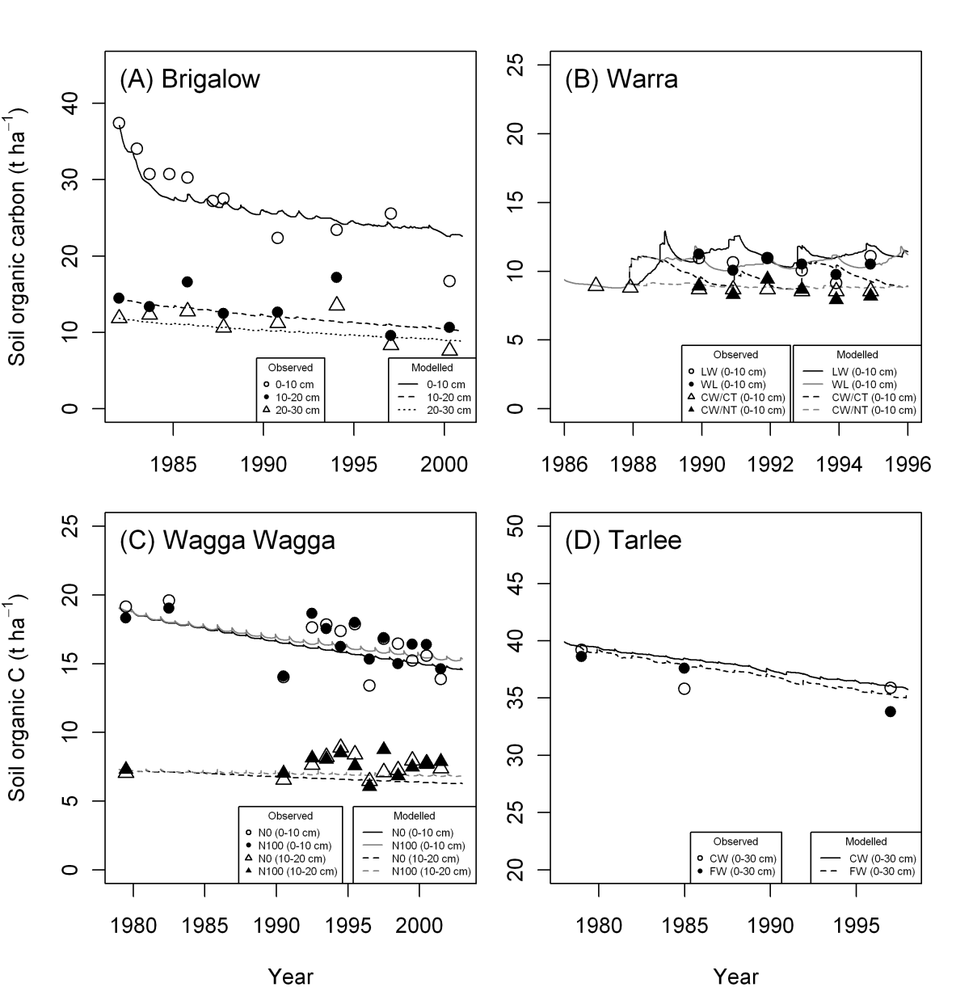 (A) Brigalow
Soil organic carbon (t ha⁻¹)
40
30
20
10
0
Observed
0-10 cm
10-20 cm
20-30 cm
Modelled
0-10 cm
10-20 cm
20-30 cm
1985 1990 1995 2000
(B) Warra
25
20
15
10
5
0
Observed
LW (0-10 cm)
WL (0-10 cm)
CW/CT (0-10 cm)
CW/NT (0-10 cm)
Modelled
LW (0-10 cm)
WL (0-10 cm)
CW/CT (0-10 cm)
CW/NT (0-10 cm)
1986 1988 1990 1992 1994 1996
(C) Wagga Wagga
Soil organic C (t ha⁻¹)
25
20
15
10
5
0
Observed
N0 (0-10 cm)
N100 (0-10 cm)
N0 (10-20 cm)
N100 (10-20 cm)
Modelled
N0 (0-10 cm)
N100 (0-10 cm)
N0 (10-20 cm)
N100 (10-20 cm)
1980 1985 1990 1995 2000
Year
(D) Tarlee
50
45
40
35
30
25
20
Observed
CW (0-30 cm)
FW (0-30 cm)
Modelled
CW (0-30 cm)
FW (0-30 cm)
1980 1985 1990 1995
Year